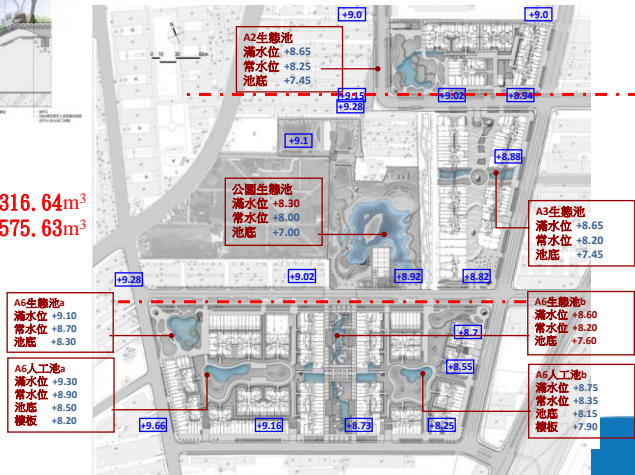 +9.0
+9.0
A2生態池
滿水位 +8.65
常水位 +8.25
池底 +7.45
+9.15
+9.28
+9.02
+8.94
+9.1
+8.88
316.64m³
575.63m³
公園生態池
滿水位 +8.30
常水位 +8.00
池底 +7.00
A3生態池
滿水位 +8.65
常水位 +8.20
池底 +7.45
+9.28
+9.02
+8.92
+8.82
A6生態池a
滿水位 +9.10
常水位 +8.70
池底 +8.30
A6生態池b
滿水位 +8.60
常水位 +8.20
池底 +7.60
+8.7
+8.55
A6人工池a
滿水位 +9.30
常水位 +8.90
池底 +8.50
樓板 +8.20
A6人工池b
滿水位 +8.75
常水位 +8.35
池底 +8.15
樓板 +7.90
+9.66
+9.16
+8.73
+8.25